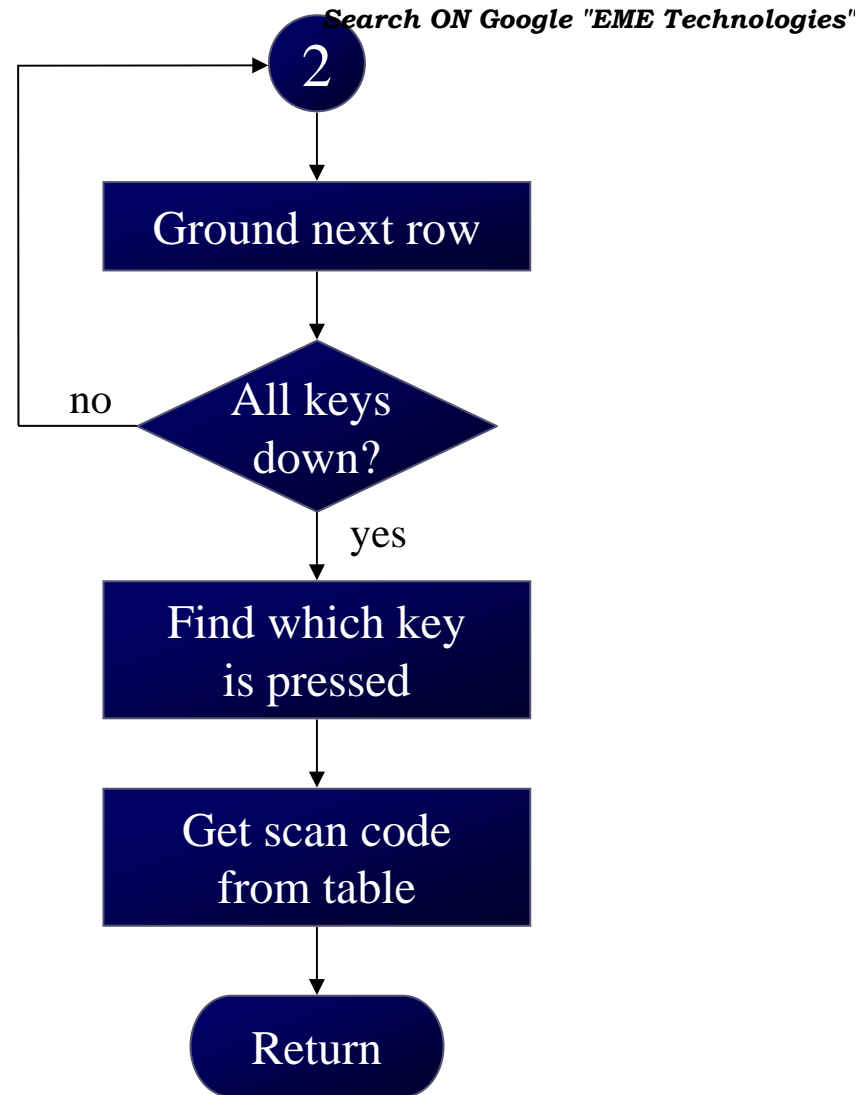 Search ON Google "EME Technologies"
2
Ground next row
All keys
down?
no
yes
Find which key
is pressed
Get scan code
from table
Return